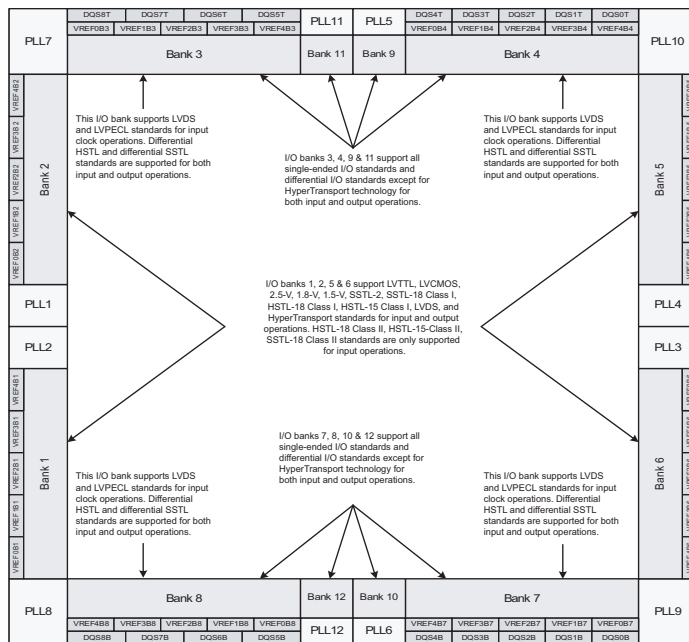 DQS8T DQS7T DQS6T DQS5T
PLL11 PLL5
DQS4T DQS3T DQS2T DQS1T DQS0T
PLL7
VREF0B3 VREF1B3 VREF2B3 VREF3B3 VREF4B3
VREF0B4 VREF1B4 VREF2B4 VREF3B4 VREF4B4
PLL10
Bank 3
Bank 11
Bank 9
Bank 4
VREF4B2
VREF3B2
VREF2B2
VREF1B2
VREF0B2
Bank 2
This I/O bank supports LVDS
and LVPECL standards for input
clock operations. Differential
HSTL and differential SSTL
standards are supported for both
input and output operations.
I/O banks 3, 4, 9 & 11 support all
single-ended I/O standards and
differential I/O standards except for
HyperTransport technology for
both input and output operations.
This I/O bank supports LVDS
and LVPECL standards for input
clock operations. Differential
HSTL and differential SSTL
standards are supported for both
input and output operations.
Bank 5
PLL1
PLL2
I/O banks 1, 2, 5 & 6 support LVTTL, LVCMOS,
2.5-V, 1.8-V, 1.5-V, SSTL-2, SSTL-18 Class I,
HSTL-18 Class I, HSTL-15 Class I, LVDS, and
HyperTransport standards for input and output
operations. HSTL-18 Class II, HSTL-15-Class II,
SSTL-18 Class II standards are only supported
for input operations.
PLL4
PLL3
VREF4B1
VREF3B1
VREF2B1
VREF1B1
VREF0B1
Bank 1
This I/O bank supports LVDS
and LVPECL standards for input
clock operations. Differential
HSTL and differential SSTL
standards are supported for both
input and output operations.
I/O banks 7, 8, 10 & 12 support all
single-ended I/O standards and
differential I/O standards except for
HyperTransport technology for
both input and output operations.
This I/O bank supports LVDS
and LVPECL standards for input
clock operations. Differential
HSTL and differential SSTL
standards are supported for both
input and output operations.
Bank 6
Bank 8
Bank 12
Bank 10
Bank 7
PLL8
VREF4B8 VREF3B8 VREF2B8 VREF1B8 VREF0B8
PLL12 PLL6
VREF4B7 VREF3B7 VREF2B7 VREF1B7 VREF0B7
PLL9
DQS8B DQS7B DQS6B DQS5B
DQS4B DQS3B DQS2B DQS1B DQS0B